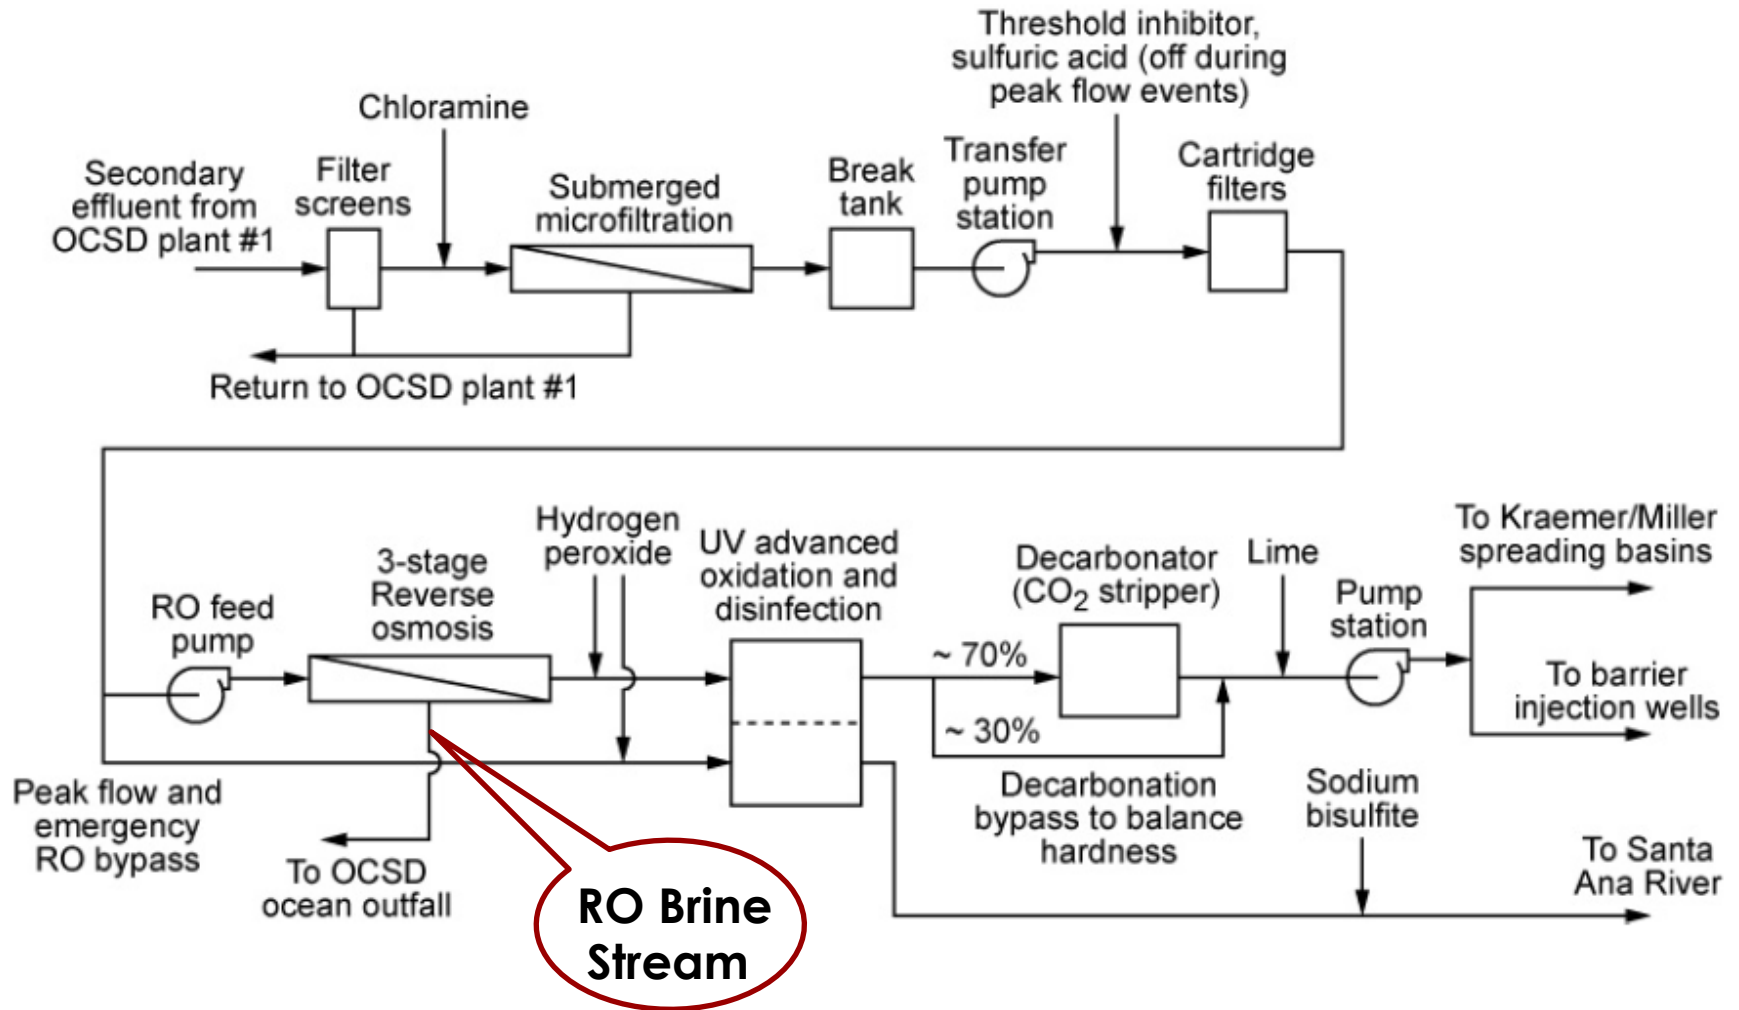 Threshold inhibitor,
sulfuric acid (off during
peak flow events)
Chloramine
Secondary
effluent from
OCSD plant #1
Filter
screens
Submerged
microfiltration
Break
tank
Transfer
pump
station
Cartridge
filters
Return to OCSD plant #1
RO feed
pump
3-stage
Reverse
osmosis
Hydrogen
peroxide
UV advanced
oxidation and
disinfection
~ 70%
~ 30%
Decarbonator
(CO2 stripper)
Lime
Pump
station
To Kraemer/Miller
spreading basins
To barrier
injection wells
Peak flow and
emergency
RO bypass
To OCSD
ocean outfall
RO Brine
Stream
Decarbonation
bypass to balance
hardness
Sodium
bisulfite
To Santa
Ana River